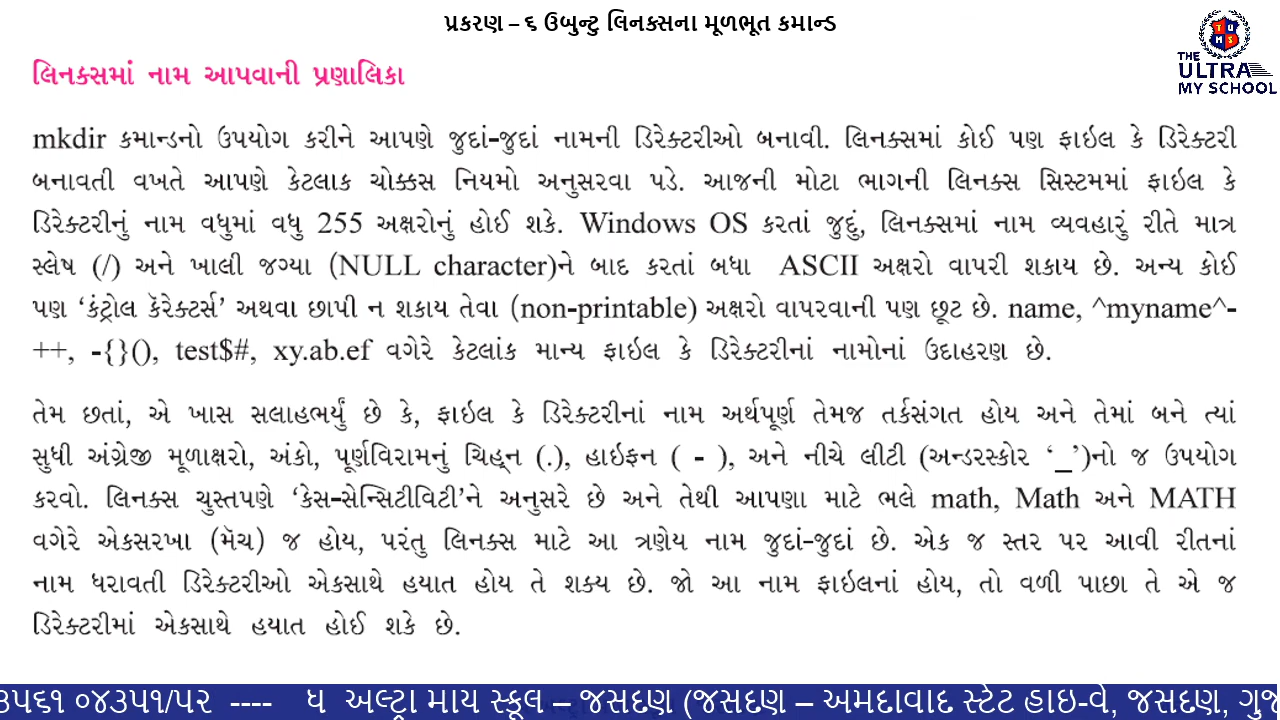 પ્રકરણ – ૬ ઉબુન્ટુ લિનક્સના મૂળભૂત કમાન્ડ
TUMS
THE
ULTRA
MY SCHOOL
લિનક્સમાં નામ આપવાની પ્રણાલિકા
mkdir કમાન્ડનો ઉપયોગ કરીને આપણે જુદાં-જુદાં નામની ડિરેક્ટરીઓ બનાવી. લિનક્સમાં કોઈ પણ ફાઇલ કે ડિરેક્ટરી
બનાવતી વખતે આપણે કેટલાક ચોક્કસ નિયમો અનુસરવા પડે. આજની મોટા ભાગની લિનક્સ સિસ્ટમમાં ફાઇલ કે
ડિરેક્ટરીનું નામ વધુમાં વધુ 255 અક્ષરોનું હોઈ શકે. Windows OS કરતાં જુદું, લિનક્સમાં નામ વ્યવહારું રીતે માત્ર
સ્લેષ (/) અને ખાલી જગ્યા (NULL character)ને બાદ કરતાં બધા ASCII અક્ષરો વાપરી શકાય છે. અન્ય કોઈ
પણ ‘કંટ્રોલ કૅરેક્ટર્સ’ અથવા છાપી ન શકાય તેવા (non-printable) અક્ષરો વાપરવાની પણ છૂટ છે. name, ^myname^-
++, -{}(), test$#, xy.ab.ef વગેરે કેટલાંક માન્ય ફાઇલ કે ડિરેક્ટરીનાં નામોનાં ઉદાહરણ છે.
તેમ છતાં, એ ખાસ સલાહભર્યું છે કે, ફાઇલ કે ડિરેક્ટરીનાં નામ અર્થપૂર્ણ તેમજ તર્કસંગત હોય અને તેમાં બને ત્યાં
સુધી અંગ્રેજી મૂળાક્ષરો, અંકો, પૂર્ણવિરામનું ચિહ્‌ન (.), હાઇફન ( - ), અને નીચે લીટી (અન્ડરસ્કોર ‘_’)નો જ ઉપયોગ
કરવો. લિનક્સ ચુસ્તપણે ‘કેસ-સેન્સિટીવિટી’ને અનુસરે છે અને તેથી આપણા માટે ભલે math, Math અને MATH
વગેરે એકસરખા (મૅચ) જ હોય, પરંતુ લિનક્સ માટે આ ત્રણેય નામ જુદાં-જુદાં છે. એક જ સ્તર પર આવી રીતનાં
નામ ધરાવતી ડિરેક્ટરીઓ એકસાથે હયાત હોય તે શક્ય છે. જો આ નામ ફાઇલનાં હોય, તો વળી પાછા તે એ જ
ડિરેક્ટરીમાં એકસાથે હયાત હોઈ શકે છે.
૩૫૬૧ ૦૪૩૫૧/૫૨ ---- ધ અલ્ટ્રા માય સ્કૂલ – જસદણ (જસદણ – અમદાવાદ સ્ટેટ હાઇ-વે, જસદણ, ગુજ